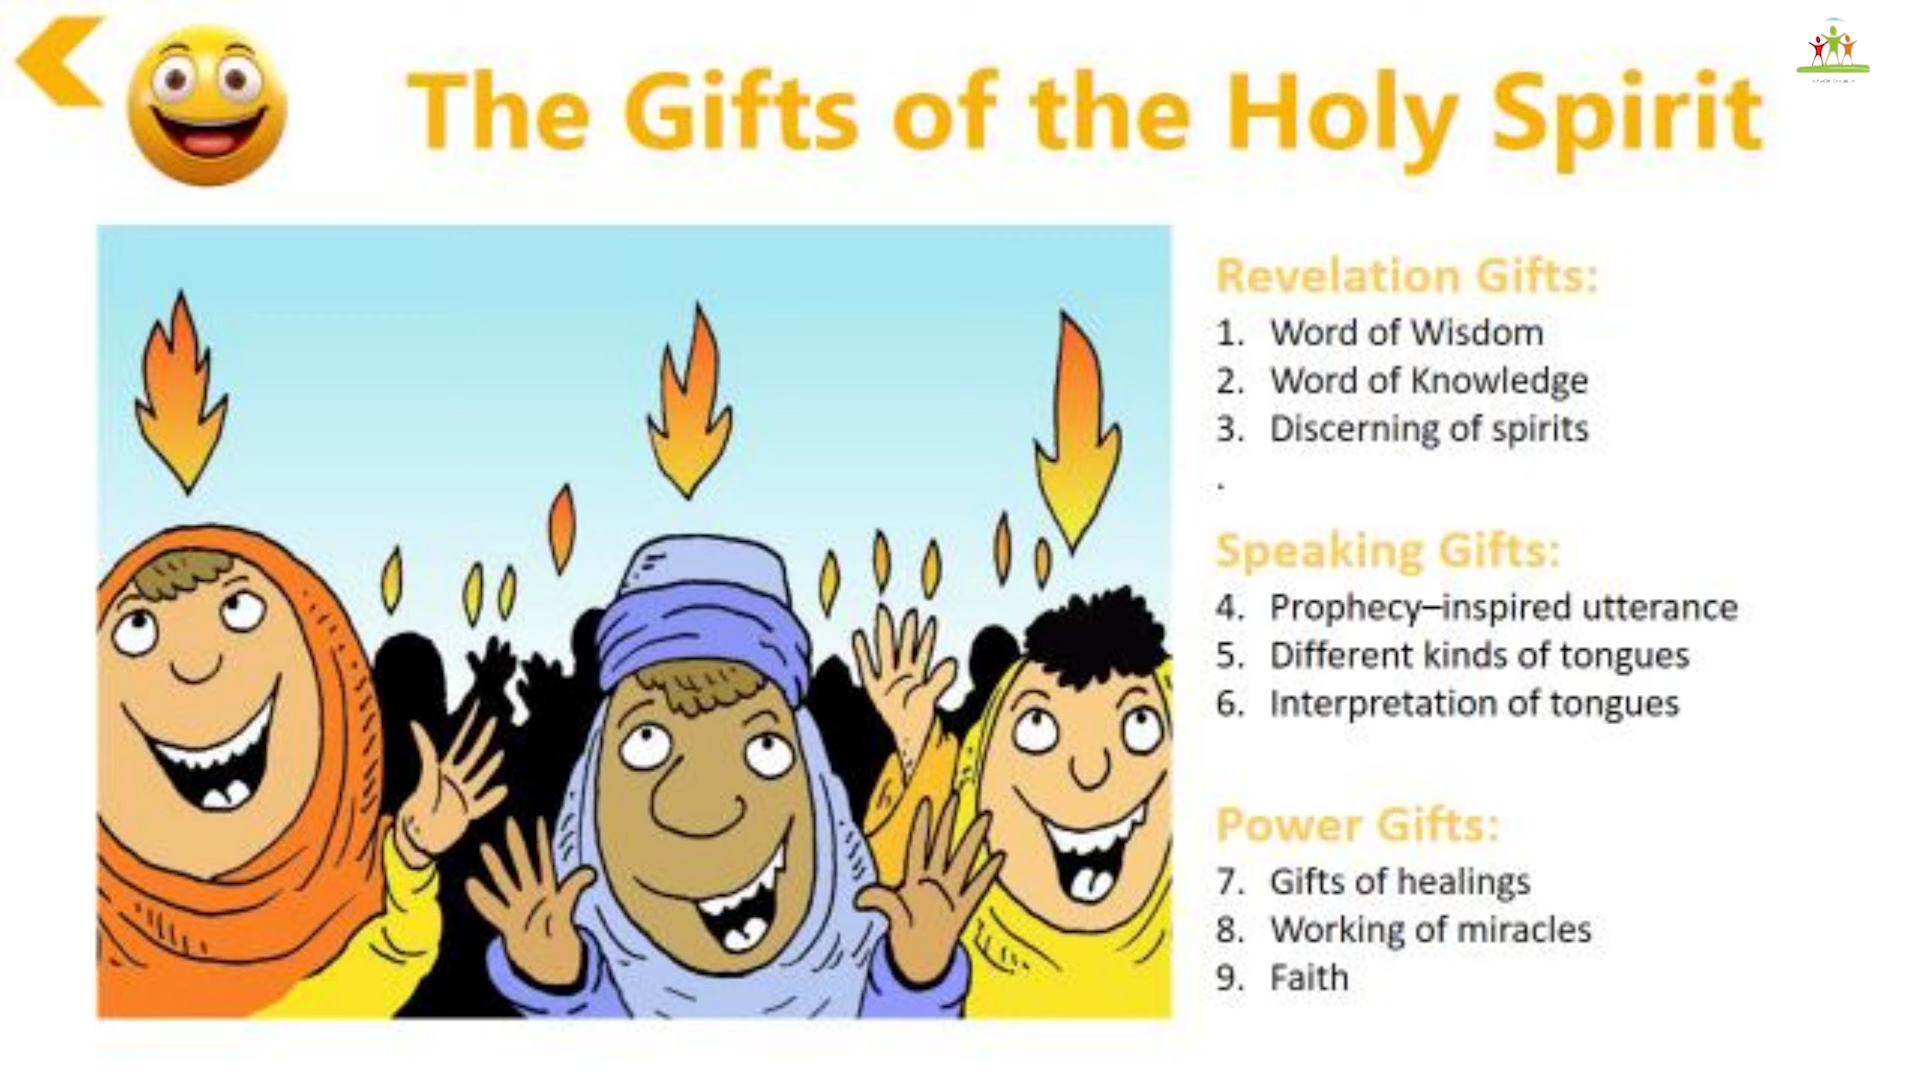 The Gifts of the Holy Spirit
Revelation Gifts:
1. Word of Wisdom
2. Word of Knowledge
3. Discerning of spirits
.
Speaking Gifts:
4. Prophecy–inspired utterance
5. Different kinds of tongues
6. Interpretation of tongues
Power Gifts:
7. Gifts of healings
8. Working of miracles
9. Faith